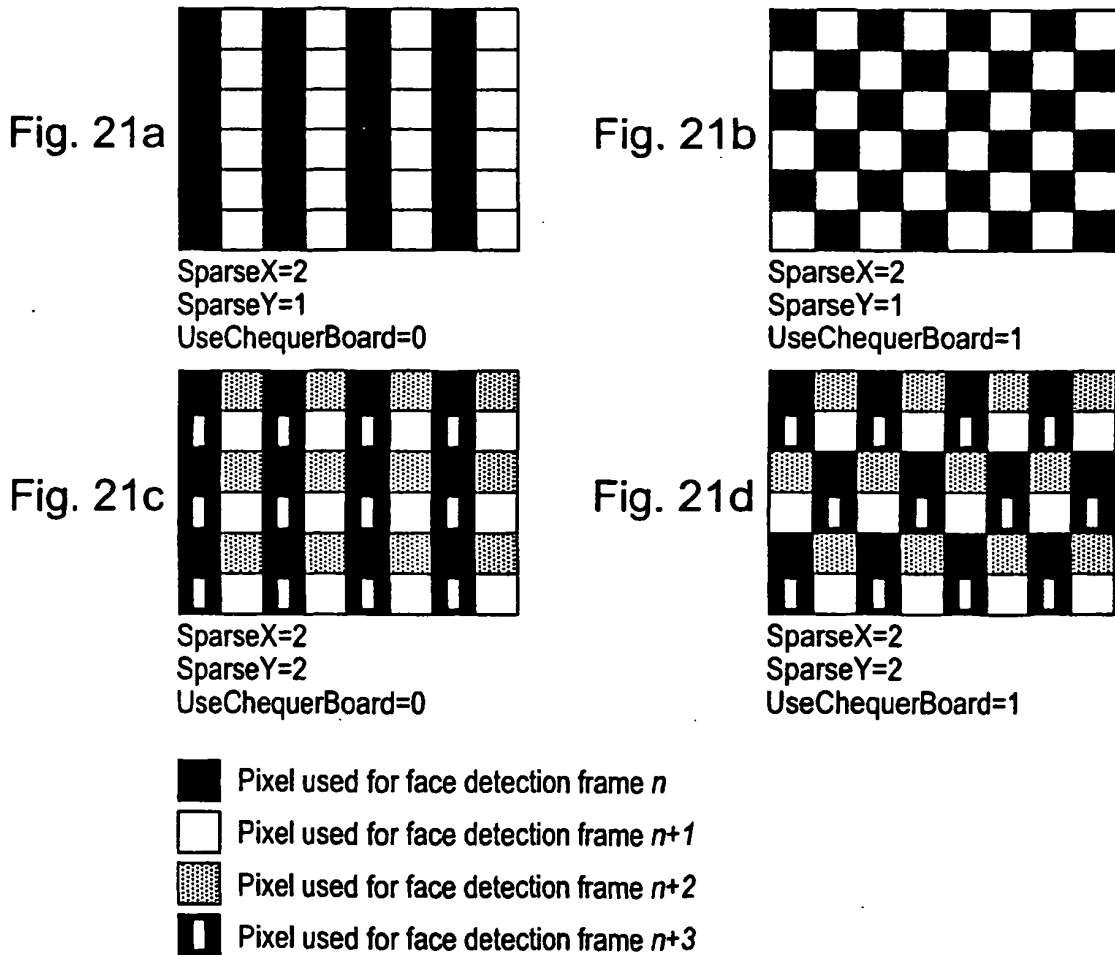 Fig. 21a
SparseX=2
SparseY=1
UseChequerBoard=0
Fig. 21b
SparseX=2
SparseY=1
UseChequerBoard=1
Fig. 21c
SparseX=2
SparseY=2
UseChequerBoard=0
Fig. 21d
SparseX=2
SparseY=2
UseChequerBoard=1
Pixel used for face detection frame n
Pixel used for face detection frame n+1
Pixel used for face detection frame n+2
Pixel used for face detection frame n+3